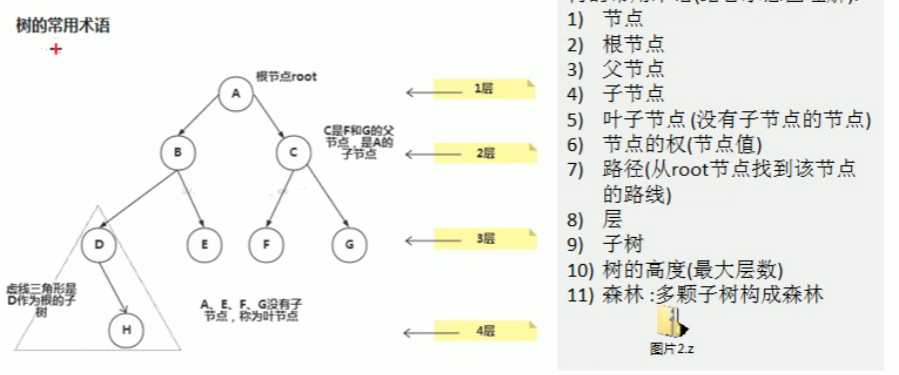 树的常用术语
根节点root
A
1层
C是F和G的父
节点，是A的
子节点
B
C
2层
D
E
F
G
3层
虚线三角形是
D作为根的子
树
A、E、F、G没有子
节点，称为叶节点
H
4层
1) 节点
2) 根节点
3) 父节点
4) 子节点
5) 叶子节点 (没有子节点的节点)
6) 节点的权(节点值)
7) 路径(从root节点找到该节点
的路线)
8) 层
9) 子树
10) 树的高度(最大层数)
11) 森林 :多颗子树构成森林
图片2.z